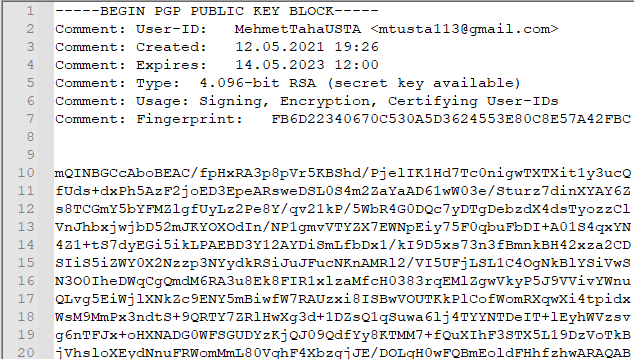 1 -----BEGIN PGP PUBLIC KEY BLOCK-----
2 Comment: User-ID: MehmetTahaUSTA <mtusta113@gmail.com>
3 Comment: Created: 12.05.2021 19:26
4 Comment: Expires: 14.05.2023 12:00
5 Comment: Type: 4.096-bit RSA (secret key available)
6 Comment: Usage: Signing, Encryption, Certifying User-IDs
7 Comment: Fingerprint: FB6D22340670C530A5D3624553E80C8E57A42FBC
8
9
10 mQINBGCcAboBEAC/fpHxRA3p8pVr5KBShd/PjelIK1Hd7Tc0nigwTXTXit1y3ucQ
11 fUds+dxPh5AzF2joED3EpeARsweDSL0S4m2ZaYaAD61wW03e/Sturz7dinXYAY6Z
12 s8TCGmY5bYFMZlgfUyLz2Pe8Y/qv21kP/5WbR4G0DQc7yDTgDebzdX4dsTyozzCl
13 VnJhbxjwjbD52mJKYOXOdIn/NP1gmvVTYZX7EWNpEiy75F0qbuFbDI+A01S4qxYN
14 4Z1+tS7dyEGi5ikLPAEBD3Y12AYDiSmLfbDx1/kI9D5xs73n3fBmnkBH42xza2CD
15 SIiS5iZWY0X2Nzzp3NYydkRSiJuJFucNKnAMRl2/VI5UFjLSL1C4OgNkBlYSiVwS
16 N3O0IheDWqCgQmdM6RA3u8Ek8FIR1xlzaMfcH0383rqEMlZgwVkyP5J9VVivYWnu
17 QLvg5EiWjlXNkZc9ENY5mBiwfW7RAUzxi8ISBwVOUTKkPlCofWomRXqwXi4tpidx
18 WsM9MmPx3ndtS+9QRTY7ZRlHwXg3d+1DZsQ1qSuwa6lj4TYYNTDeIT+lEyhWVzsv
19 g6nTFJx+oHXNADG0WFSGUDYzKjQJ09QdfYy8KTMM7+fQuXIhF3STX5L19DzVoTkB
20 jVhsloXEydNnuFRWomMmL80VqhF4XbzqjJE/DOLqH0wFQBmEoldFHhfzhwARAQAB